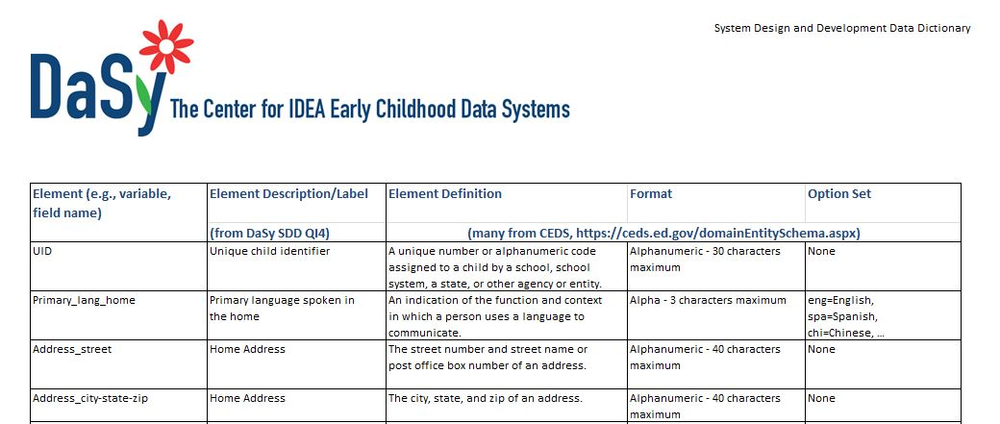 System Design and Development Data Dictionary
DaSy The Center for IDEA Early Childhood Data Systems
Element (e.g., variable, field name) Element Description/Label Element Definition Format Option Set
(from DaSy SDD QI4) (many from CEDS, https://ceds.ed.gov/domainEntitySchema.aspx)
UID Unique child identifier A unique number or alphanumeric code Alphanumeric - 30 characters None
assigned to a child by a school, school maximum
system, a state, or other agency or entity.
Primary_lang_home Primary language spoken in An indication of the function and context Alpha - 3 characters maximum eng=English,
the home in which a person uses a language to spa=Spanish,
communicate. chi=Chinese, ...
Address_street Home Address The street number and street name or Alphanumeric - 40 characters None
post office box number of an address. maximum
Address_city-state-zip Home Address The city, state, and zip of an address. Alphanumeric - 40 characters None
maximum